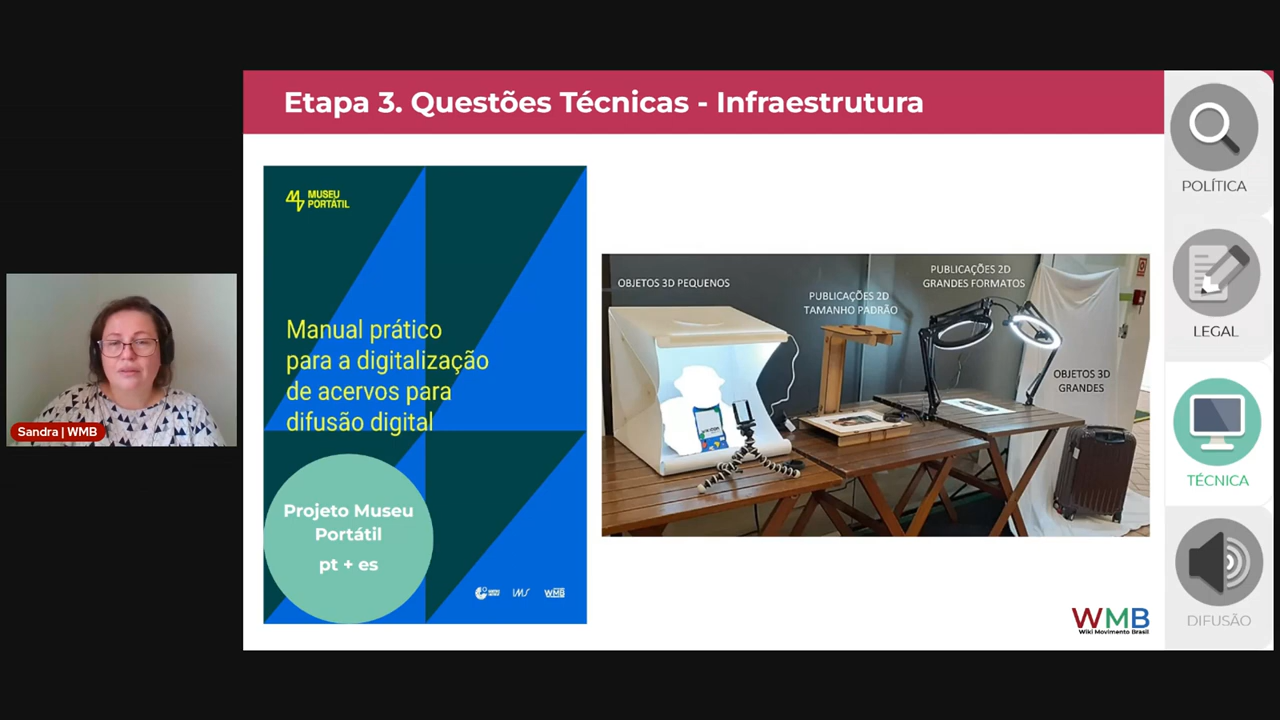 Etapa 3. Questões Técnicas - Infraestrutura
MUSEU
PORTÁTIL
Manual prático
para a digitalização
de acervos para
difusão digital
Projeto Museu
Portátil
pt + es
IMS
WMB
OBJETOS 3D PEQUENOS
PUBLICAÇÕES 2D
TAMANHO PADRÃO
PUBLICAÇÕES 2D
GRANDES FORMATOS
OBJETOS 3D
GRANDES
WMB
Wiki Movimento Brasil
POLÍTICA
LEGAL
TÉCNICA
DIFUSÃO
Sandra | WMB